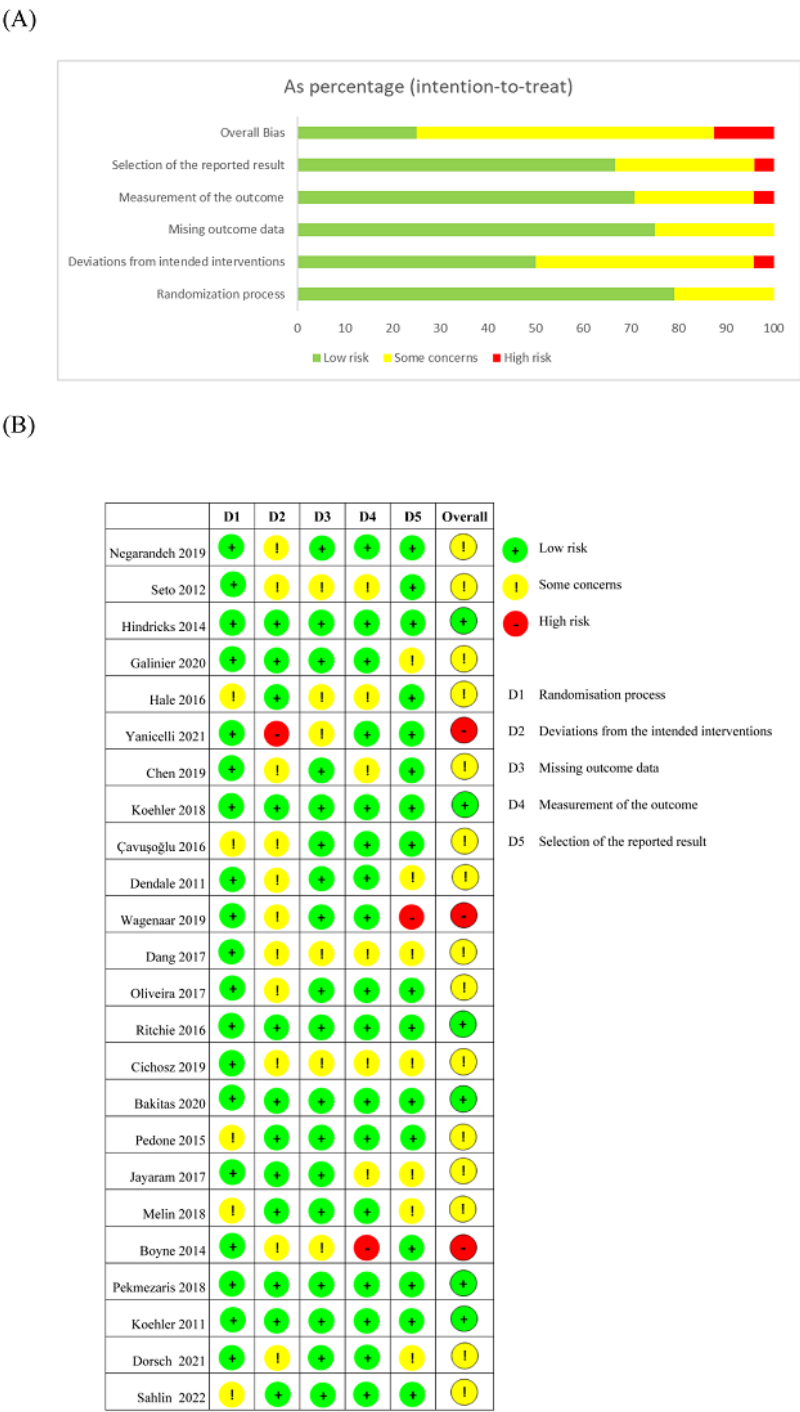 (A)
As percentage (intention-to-treat)
Overall Bias
Selection of the reported result
Measurement of the outcome
Mising outcome data
Deviations from intended interventions
Randomization process
0 10 20 30 40 50 60 70 80 90 100
Low risk Some concerns High risk
(B)
D1 D2 D3 D4 D5 Overall
Negarandeh 2019 + ! + + + !
Seto 2012 + ! ! ! + !
Hindricks 2014 + + + + + +
Galinier 2020 + + + + ! !
Hale 2016 ! + ! ! + !
Yanicelli 2021 + - ! + + -
Chen 2019 + ! + ! + !
Koehler 2018 + + + + + +
Çavuşoğlu 2016 ! ! + + + !
Dendale 2011 + ! + + ! !
Wagenaar 2019 + ! + + - -
Dang 2017 + ! ! ! ! !
Oliveira 2017 + ! + + + !
Ritchie 2016 + + + + + +
Cichosz 2019 + ! ! ! ! !
Bakitas 2020 + + + + + +
Pedone 2015 ! + + + + !
Jayaram 2017 + + + ! ! !
Melin 2018 ! + + + ! !
Boyne 2014 + ! ! - + -
Pekmezaris 2018 + + + + + +
Koehler 2011 + + + + + +
Dorsch 2021 + ! + + ! !
Sahlin 2022 ! + + + + !
+ Low risk
! Some concerns
- High risk
D1 Randomisation process
D2 Deviations from the intended interventions
D3 Missing outcome data
D4 Measurement of the outcome
D5 Selection of the reported result